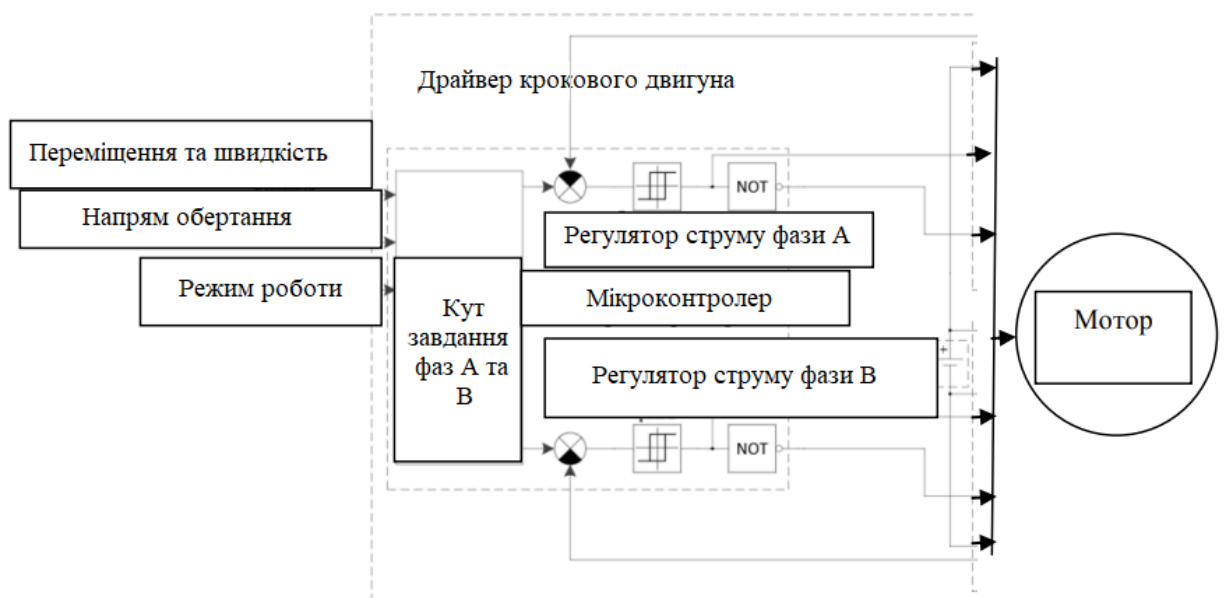 Драйвер крокового двигуна
Переміщення та швидкість
Напрям обертання
Режим роботи
NOT
Регулятор струму фази А
Мікроконтролер
Кут
завдання
фаз А та
В
Регулятор струму фази В
NOT
+
Мотор